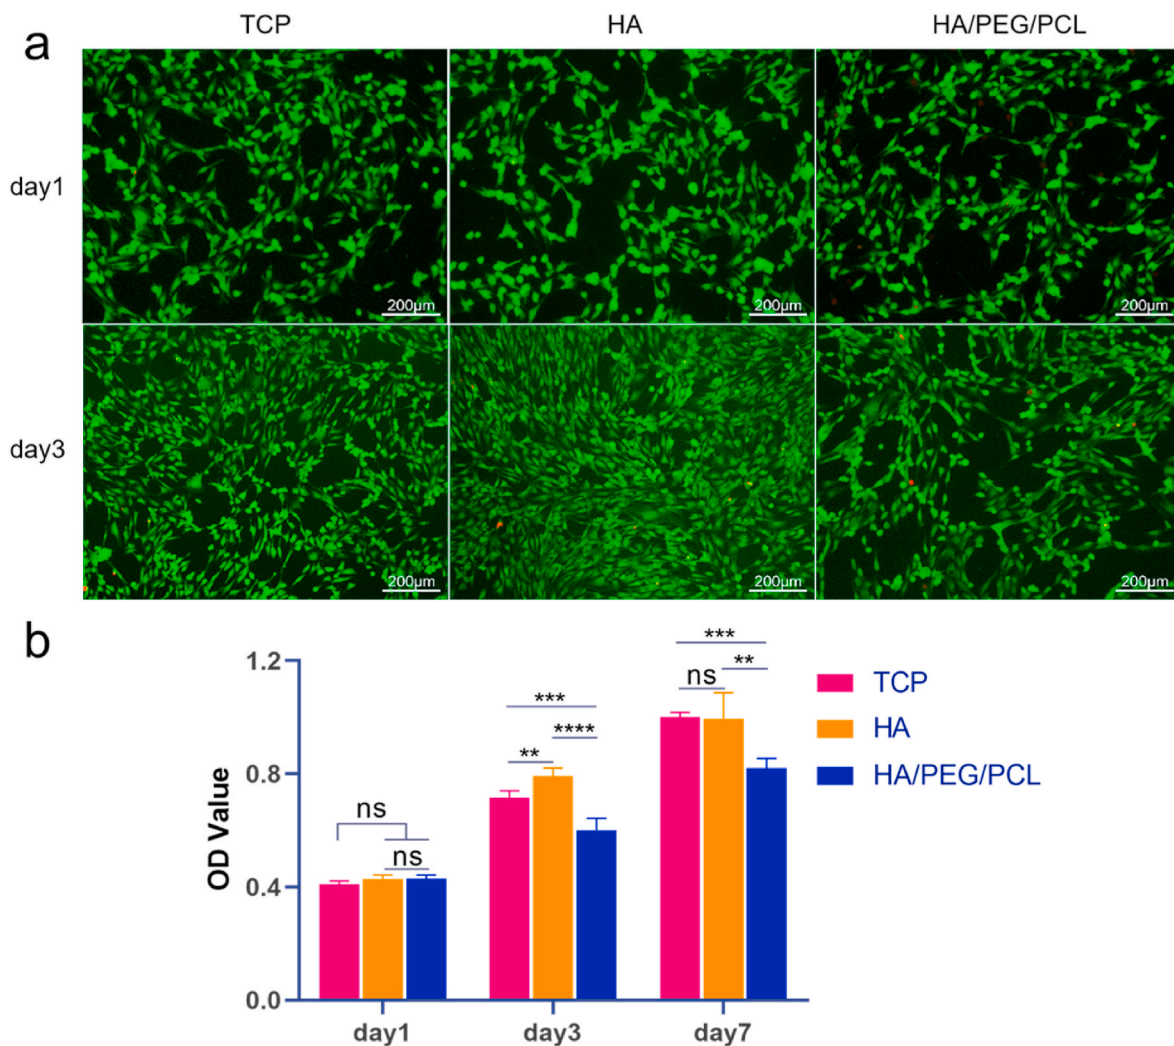 a
TCP HA HA/PEG/PCL
day1
200μm 200μm 200μm
day3
200μm 200μm 200μm
b
OD Value
1.2
0.8
0.4
0.0
ns
ns
**
***
****
ns
***
**
day1 day3 day7
TCP
HA
HA/PEG/PCL